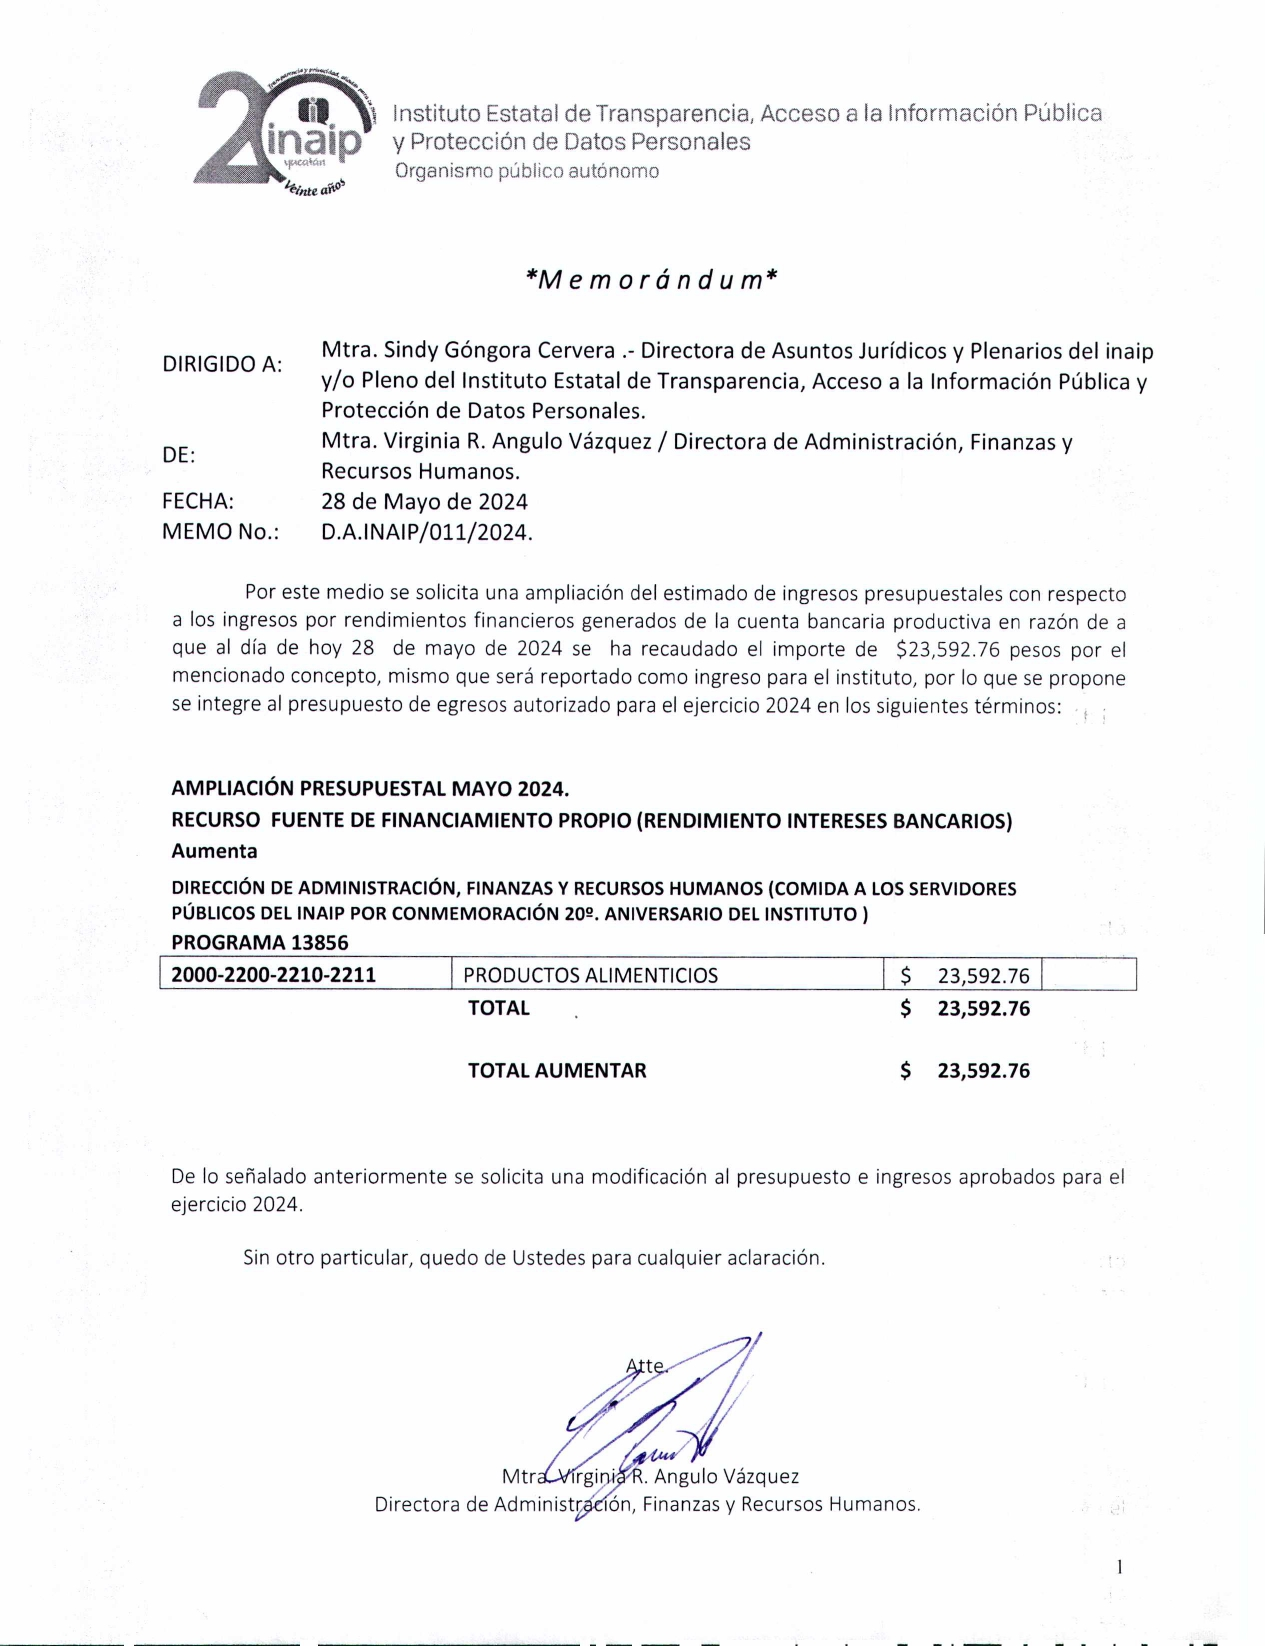 Transparencia y privacidad, aliadas para la
20
inaip
yucatán
Veinte años
Instituto Estatal de Transparencia, Acceso a la Información Pública
y Protección de Datos Personales
Organismo público autónomo
*Memorándum*
DIRIGIDO A: Mtra. Sindy Góngora Cervera .- Directora de Asuntos Jurídicos y Plenarios del inaip
y/o Pleno del Instituto Estatal de Transparencia, Acceso a la Información Pública y
Protección de Datos Personales.
DE: Mtra. Virginia R. Angulo Vázquez / Directora de Administración, Finanzas y
Recursos Humanos.
FECHA: 28 de Mayo de 2024
MEMO No.: D.A.INAIP/011/2024.
Por este medio se solicita una ampliación del estimado de ingresos presupuestales con respecto
a los ingresos por rendimientos financieros generados de la cuenta bancaria productiva en razón de a
que al día de hoy 28 de mayo de 2024 se ha recaudado el importe de $23,592.76 pesos por el
mencionado concepto, mismo que será reportado como ingreso para el instituto, por lo que se propone
se integre al presupuesto de egresos autorizado para el ejercicio 2024 en los siguientes términos:
AMPLIACIÓN PRESUPUESTAL MAYO 2024.
RECURSO FUENTE DE FINANCIAMIENTO PROPIO (RENDIMIENTO INTERESES BANCARIOS)
Aumenta
DIRECCIÓN DE ADMINISTRACIÓN, FINANZAS Y RECURSOS HUMANOS (COMIDA A LOS SERVIDORES
PÚBLICOS DEL INAIP POR CONMEMORACIÓN 20º. ANIVERSARIO DEL INSTITUTO )
PROGRAMA 13856
2000-2200-2210-2211 PRODUCTOS ALIMENTICIOS $ 23,592.76
TOTAL $ 23,592.76
TOTAL AUMENTAR $ 23,592.76
De lo señalado anteriormente se solicita una modificación al presupuesto e ingresos aprobados para el
ejercicio 2024.
Sin otro particular, quedo de Ustedes para cualquier aclaración.
Atte.
Mtra. Virginia R. Angulo Vázquez
Directora de Administración, Finanzas y Recursos Humanos.
1